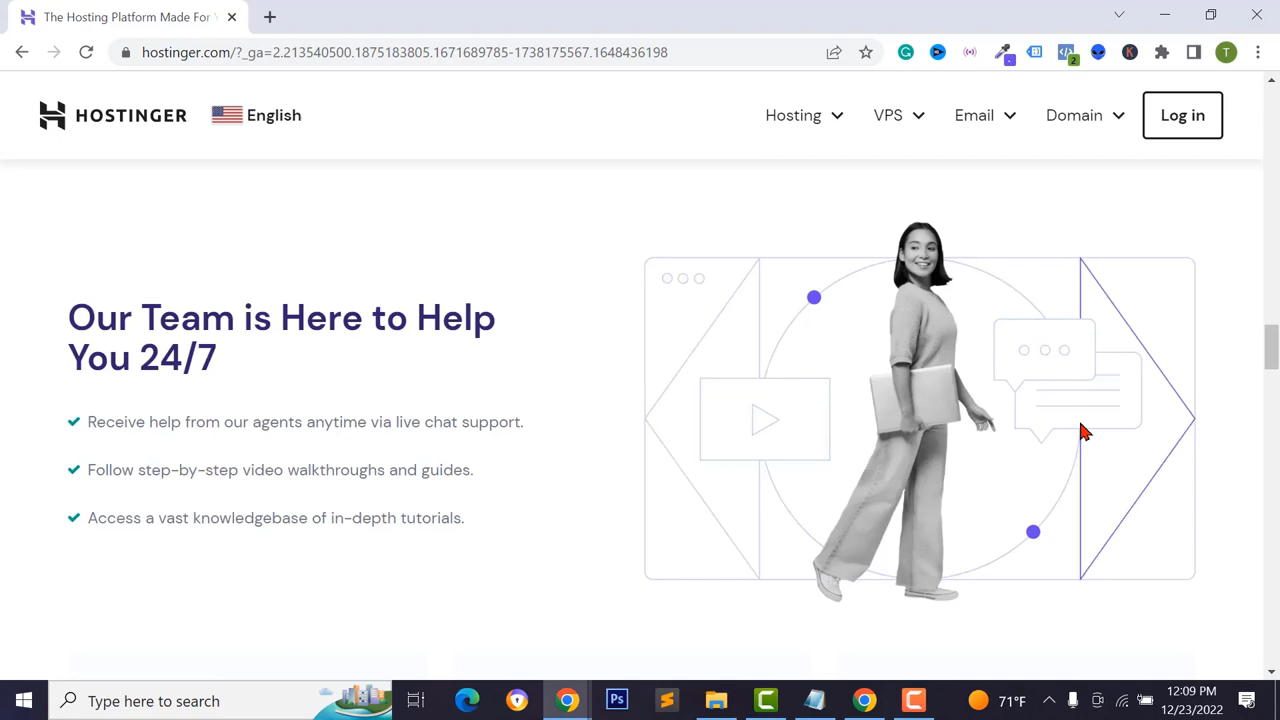 The Hosting Platform Made For Y
hostinger.com/?_ga=2.213540500.1875183805.1671689785-1738175567.1648436198
2
K
T
HOSTINGER
English
Hosting
VPS
Email
Domain
Log in
Our Team is Here to Help
You 24/7
Receive help from our agents anytime via live chat support.
Follow step-by-step video walkthroughs and guides.
Access a vast knowledgebase of in-depth tutorials.
Type here to search
Ps
71°F
12:09 PM
12/23/2022